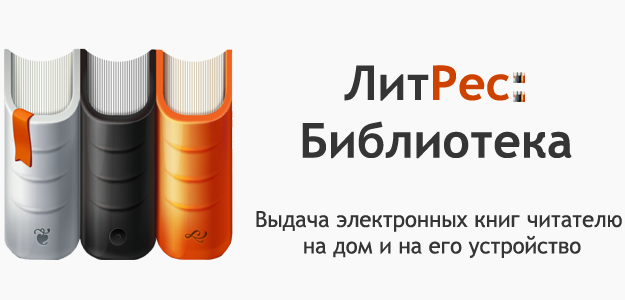 ЛитРес:
Библиотека
Выдача электронных книг читателю
на дом и на его устройство